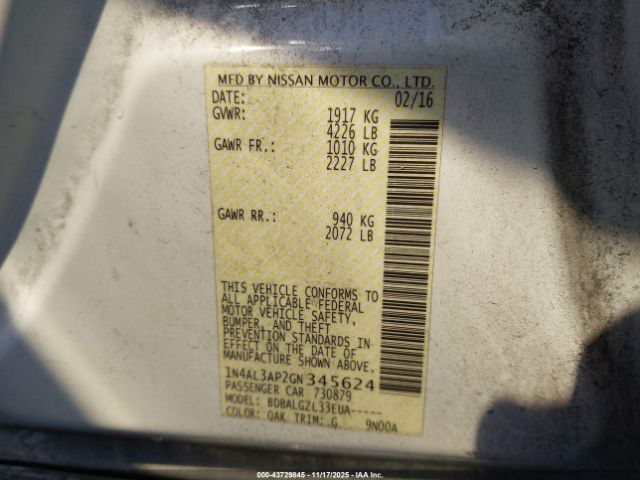 MFD BY NISSAN MOTOR CO., LTD.
DATE: 02/16
GVWR: 1917 KG
4226 LB
GAWR FR.: 1010 KG
2227 LB
GAWR RR.: 940 KG
2072 LB
THIS VEHICLE CONFORMS TO
ALL APPLICABLE FEDERAL
MOTOR VEHICLE SAFETY,
BUMPER, AND THEFT
PREVENTION STANDARDS IN
EFFECT ON THE DATE OF
MANUFACTURE SHOWN ABOVE.
1N4AL3AP2GN345624
PASSENGER CAR 730879
MODEL: BDBALGZL33EUA-----
COLOR: QAK TRIM: G 9N00A
000-43729845 - 11/17/2025 - IAA Inc.